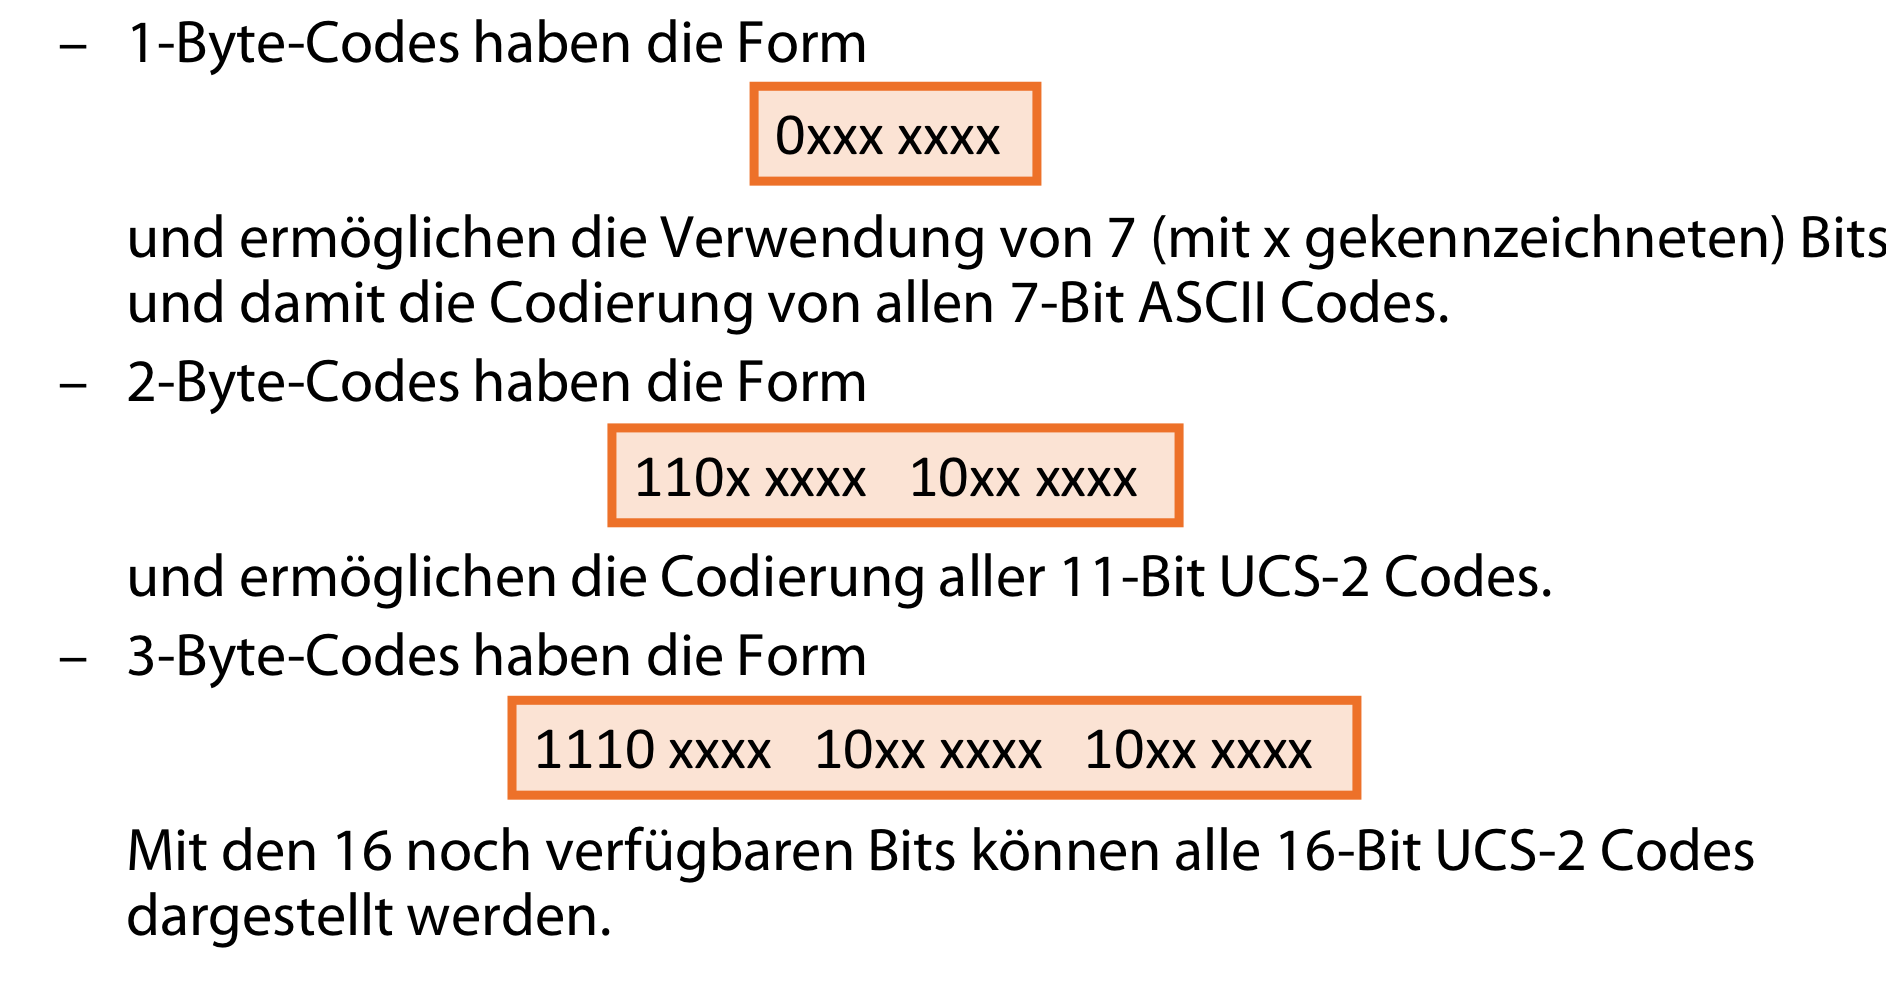 – 1-Byte-Codes haben die Form
0xxx xxxx
und ermöglichen die Verwendung von 7 (mit x gekennzeichneten) Bits
und damit die Codierung von allen 7-Bit ASCII Codes.
– 2-Byte-Codes haben die Form
110x xxxx 10xx xxxx
und ermöglichen die Codierung aller 11-Bit UCS-2 Codes.
– 3-Byte-Codes haben die Form
1110 xxxx 10xx xxxx 10xx xxxx
Mit den 16 noch verfügbaren Bits können alle 16-Bit UCS-2 Codes
dargestellt werden.